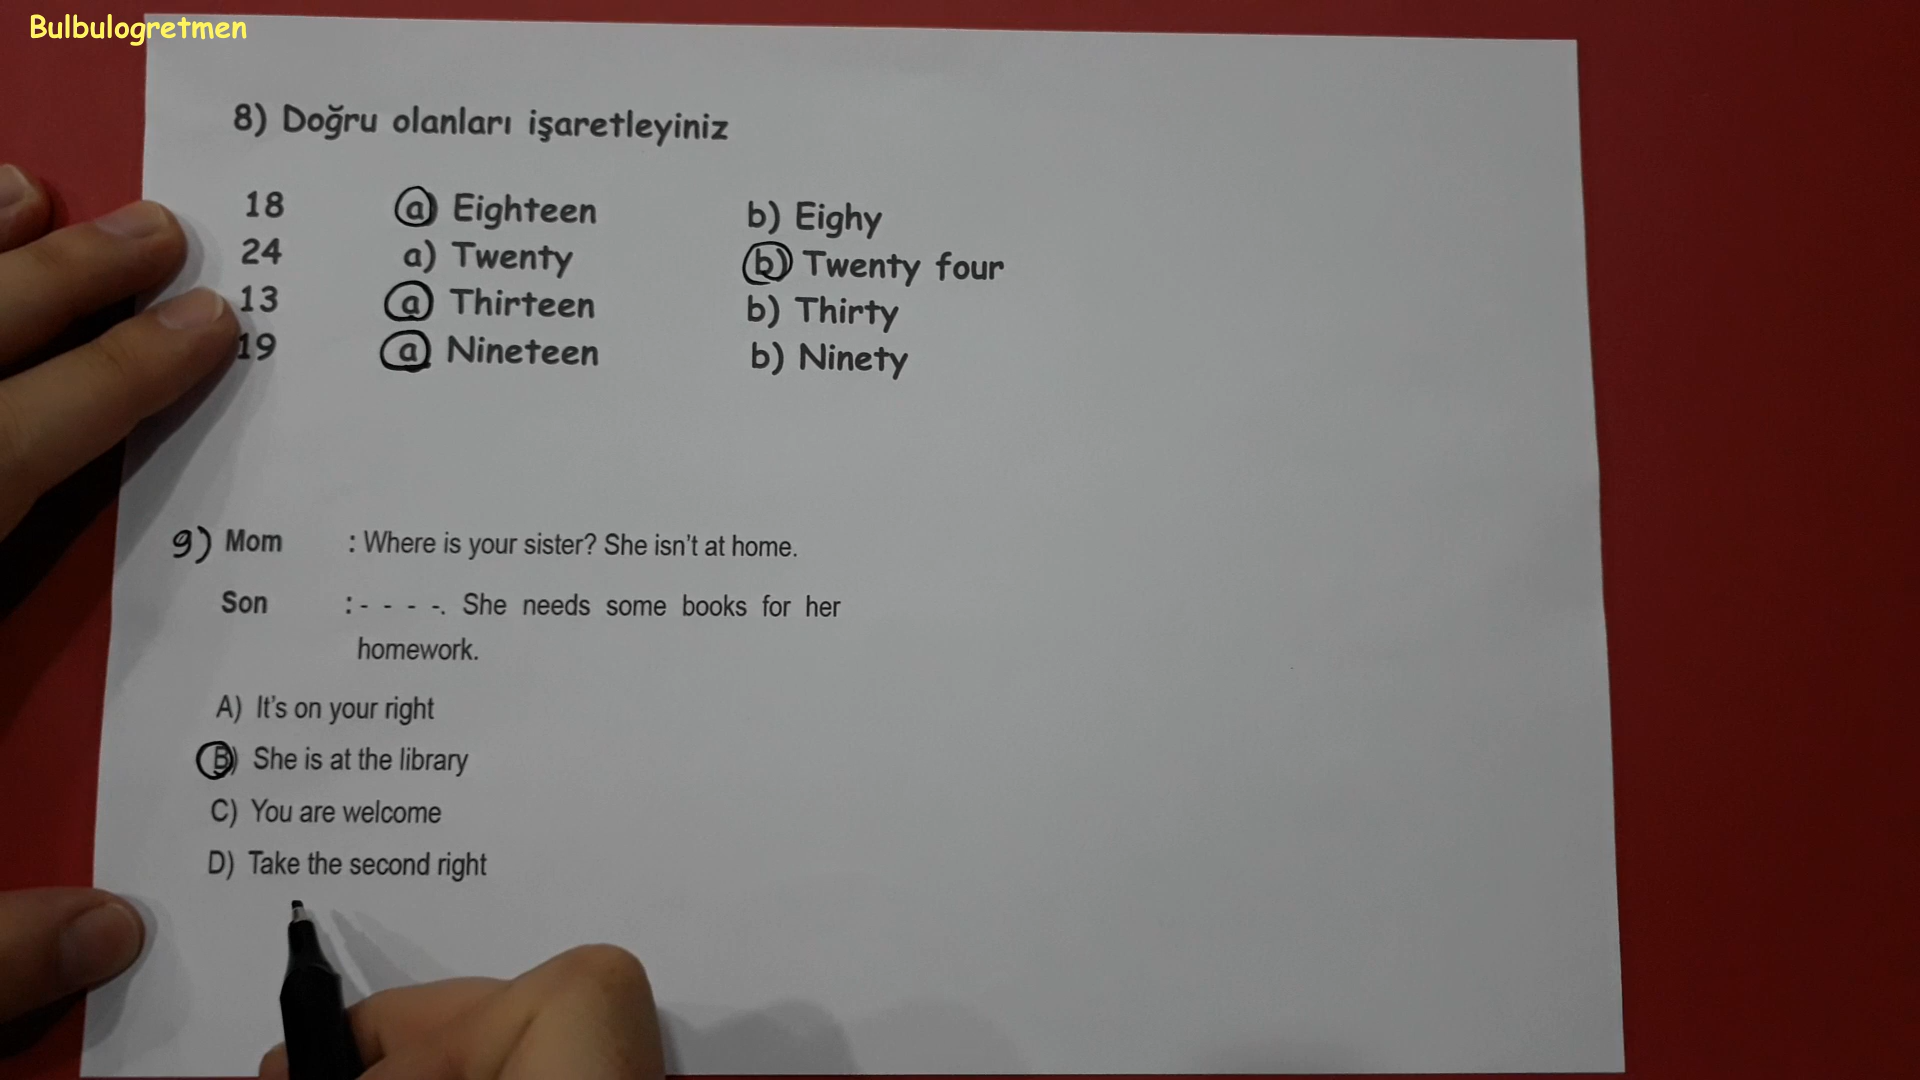 Bulbulogretmen
8) Doğru olanları işaretleyiniz
18 a) Eighteen b) Eighy
24 a) Twenty b) Twenty four
13 a) Thirteen b) Thirty
19 a) Nineteen b) Ninety
9) Mom : Where is your sister? She isn't at home.
Son : - - - -. She needs some books for her
homework.
A) It's on your right
B) She is at the library
C) You are welcome
D) Take the second right